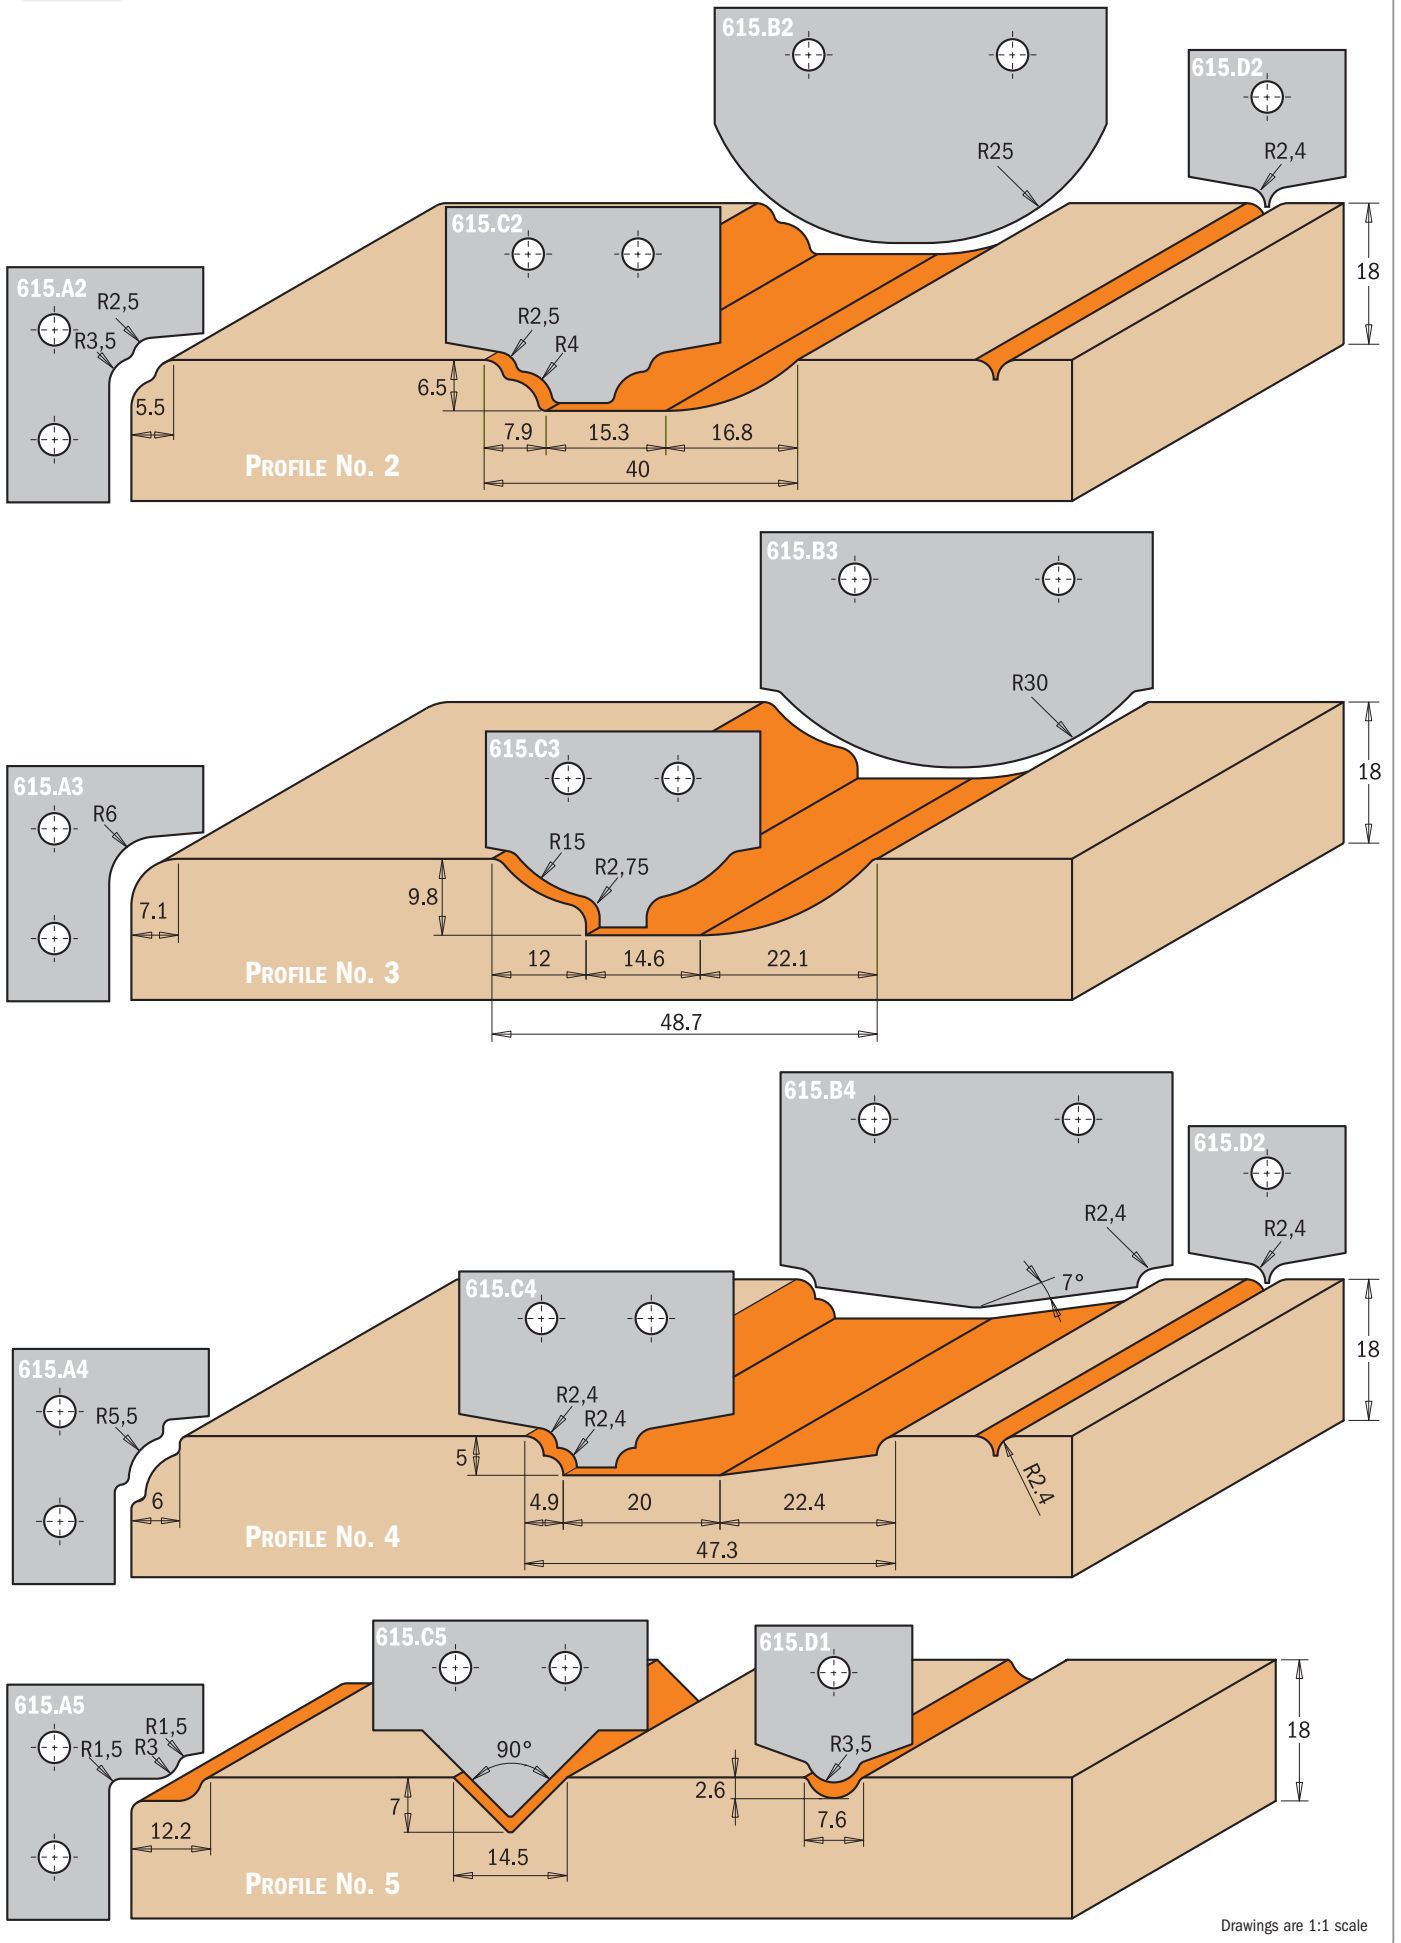 615.B2
615.D2
R25
R2,4
615.C2
18
615.A2
R2,5
R3,5
R2,5
R4
6.5
5.5
7.9
15.3
16.8
40
PROFILE NO. 2
615.B3
R30
615.C3
18
615.A3
R6
R15
R2,75
9.8
7.1
12
14.6
22.1
PROFILE NO. 3
48.7
615.B4
615.D2
R2,4
R2,4
7°
615.C4
18
615.A4
R5,5
R2,4
R2,4
5
R2.4
6
4.9
20
22.4
PROFILE NO. 4
47.3
615.C5
615.D1
615.A5
R1,5
R3
R1,5
90°
R3,5
18
2.6
7
7.6
12.2
14.5
PROFILE NO. 5
Drawings are 1:1 scale